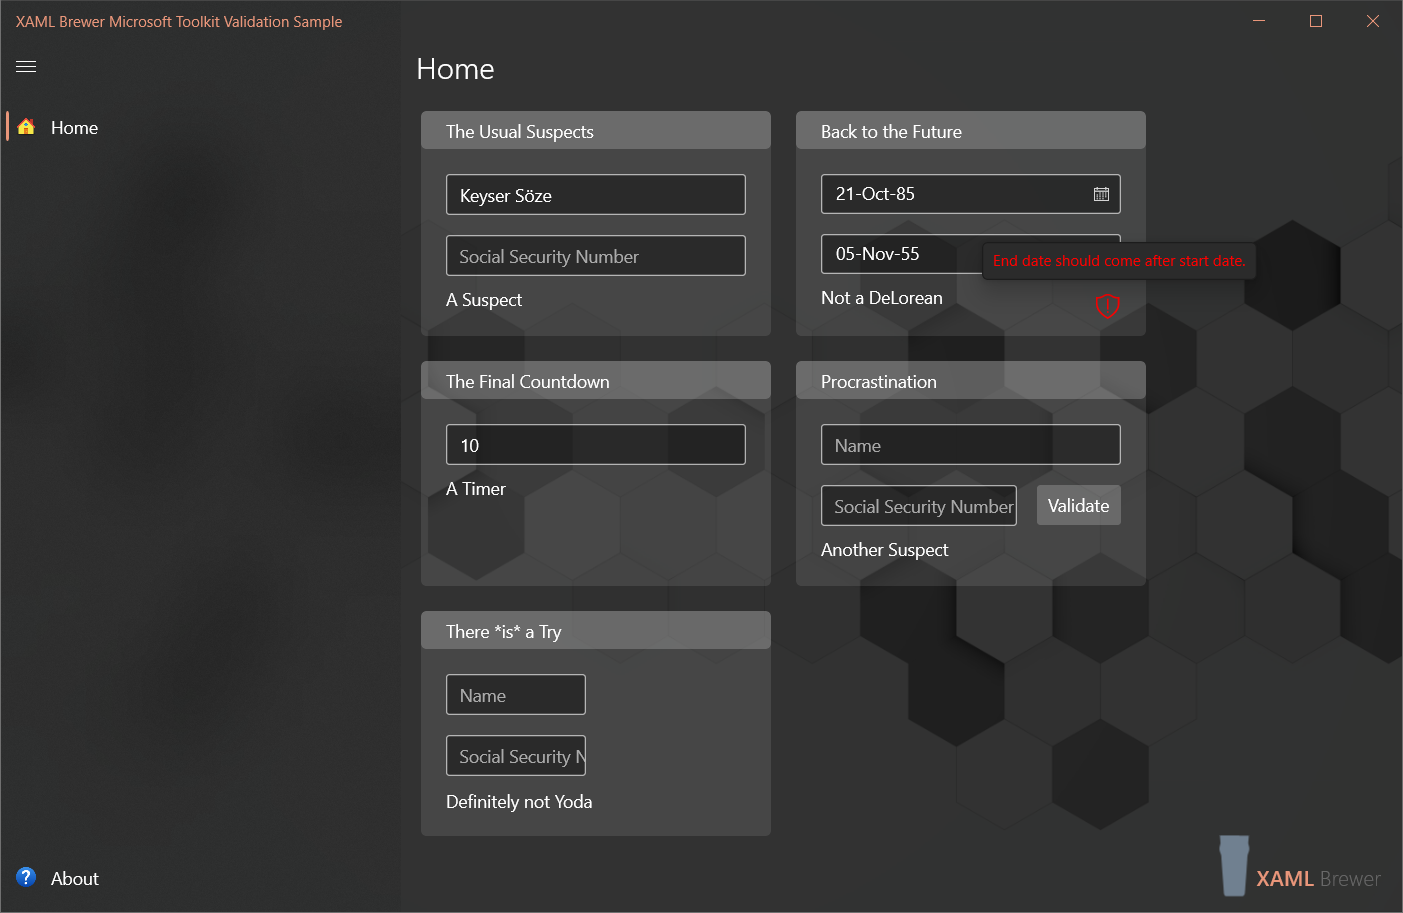 XAML Brewer Microsoft Toolkit Validation Sample
Home
Home
The Usual Suspects
Keyser Söze
Social Security Number
A Suspect
Back to the Future
21-Oct-85
05-Nov-55
End date should come after start date.
Not a DeLorean
The Final Countdown
10
A Timer
Procrastination
Name
Social Security Number
Validate
Another Suspect
There *is* a Try
Name
Social Security N
Definitely not Yoda
? About
XAML Brewer